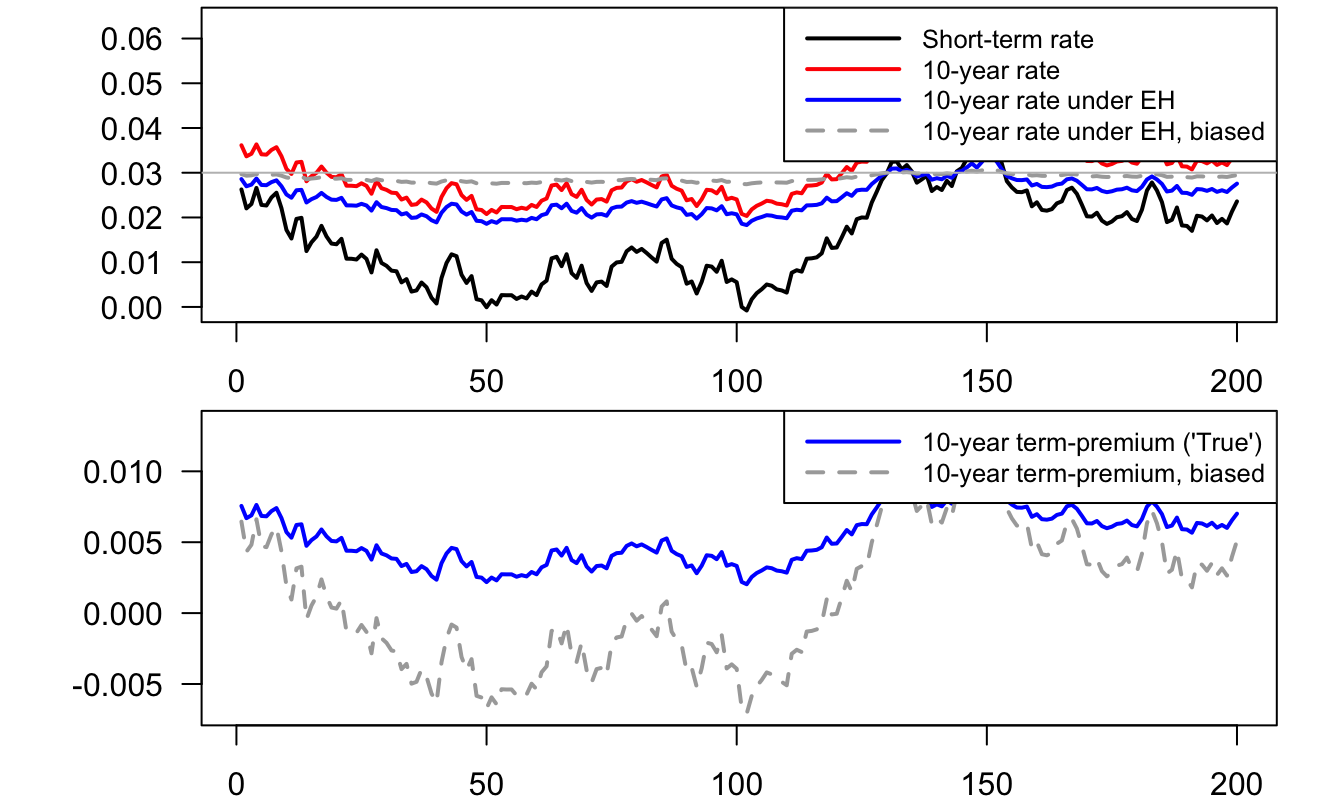 0.06
0.05
0.04
0.03
0.02
0.01
0.00
Short-term rate
10-year rate
10-year rate under EH
10-year rate under EH, biased
0 50 100 150 200
0.010
0.005
0.000
-0.005
10-year term-premium ('True')
10-year term-premium, biased
0 50 100 150 200